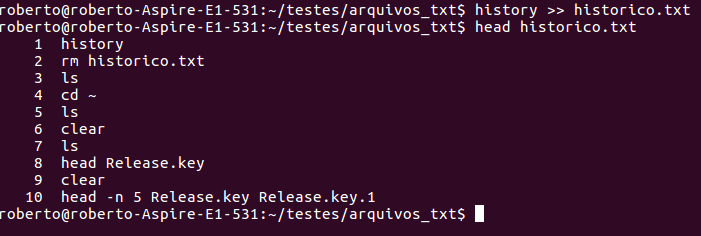 roberto@roberto-Aspire-E1-531:~/testes/arquivos_txt$ history >> historico.txt
roberto@roberto-Aspire-E1-531:~/testes/arquivos_txt$ head historico.txt
    1  history
    2  rm historico.txt
    3  ls
    4  cd ~
    5  ls
    6  clear
    7  ls
    8  head Release.key
    9  clear
   10  head -n 5 Release.key Release.key.1
roberto@roberto-Aspire-E1-531:~/testes/arquivos_txt$